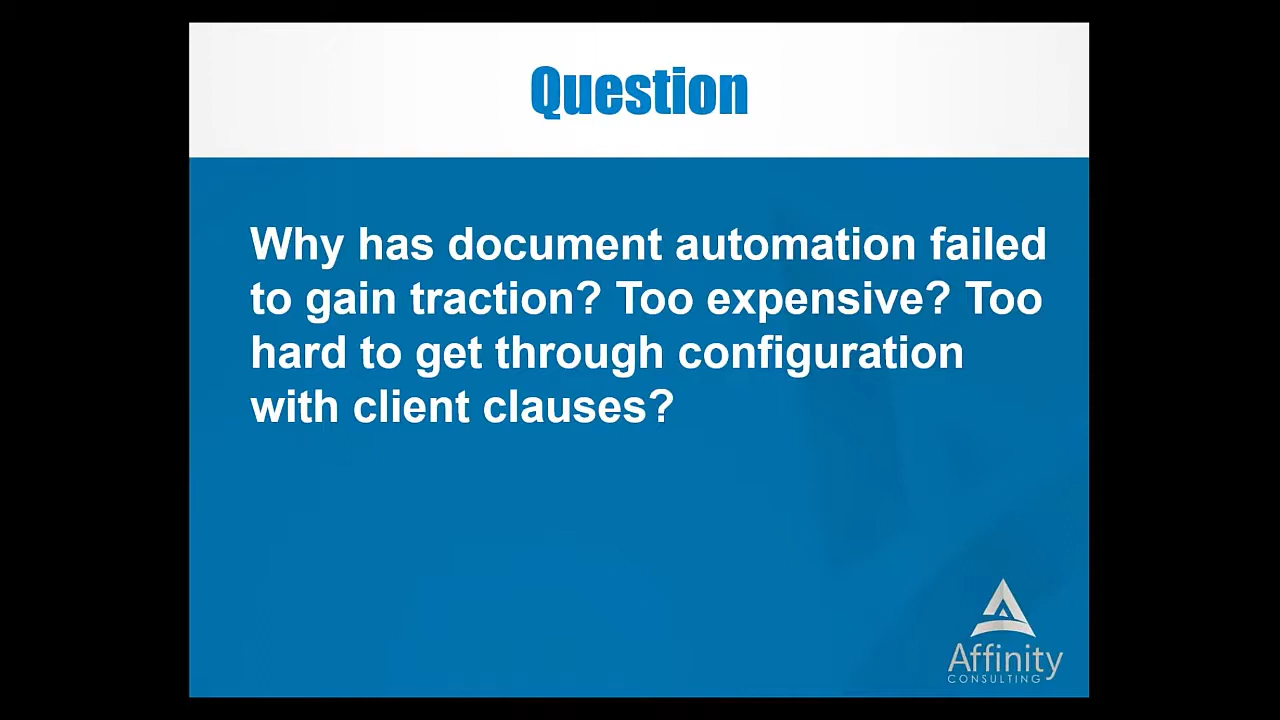 Question
Why has document automation failed
to gain traction? Too expensive? Too
hard to get through configuration
with client clauses?
Affinity
CONSULTING